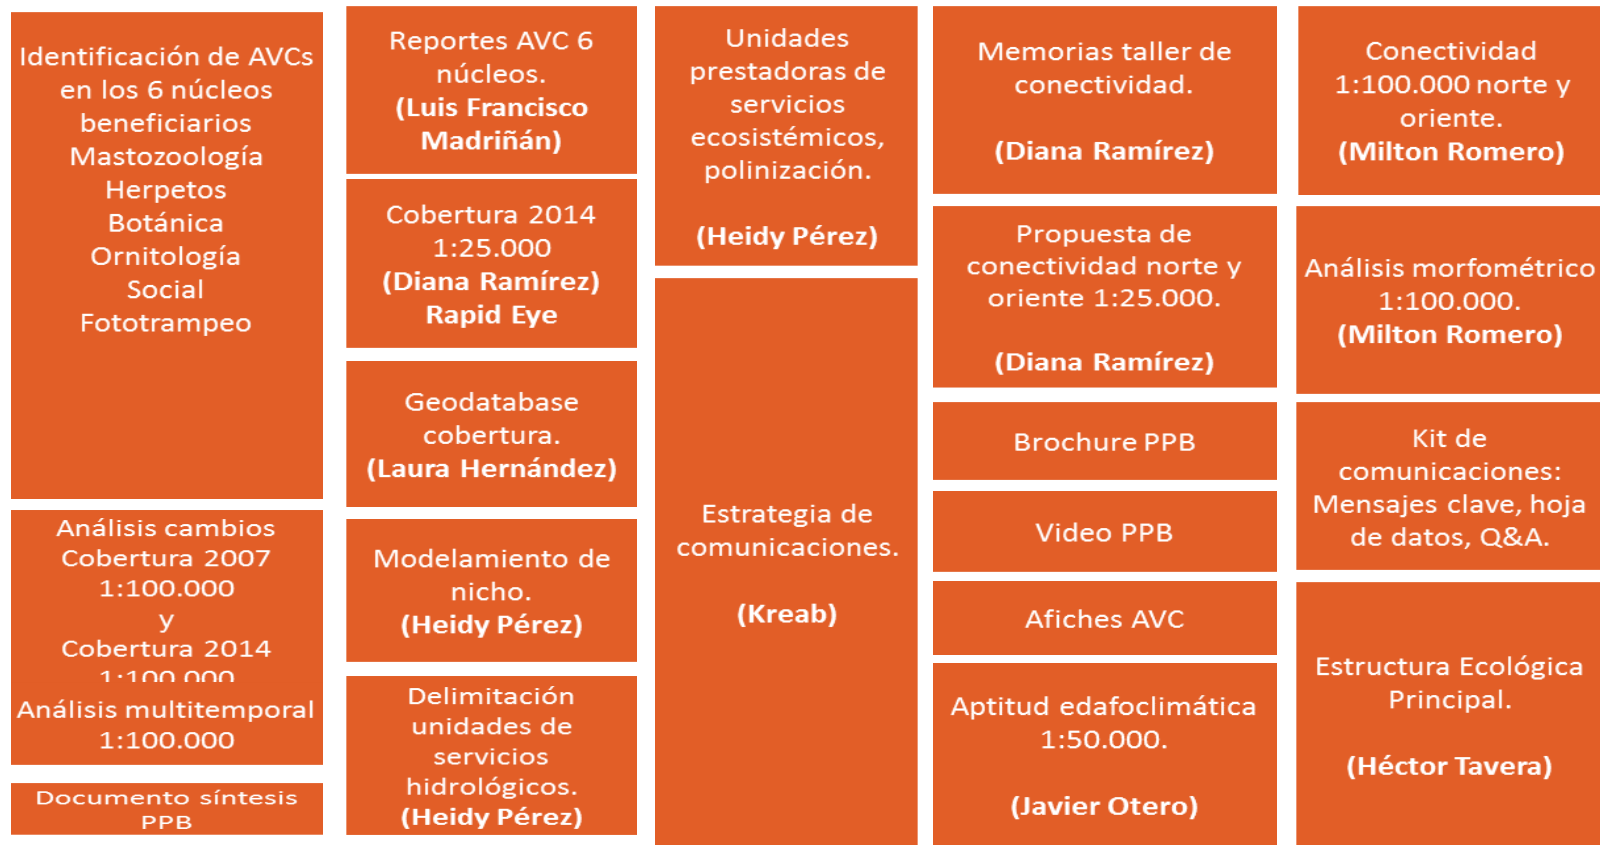 Identificación de AVCs
en los 6 núcleos
beneficiarios
Mastozoología
Herpetos
Botánica
Ornitología
Social
Fototrampeo
Análisis cambios
Cobertura 2007
1:100.000
y
Cobertura 2014
1:100.000
Análisis multitemporal
1:100.000
Documento síntesis
PPB
Reportes AVC 6
núcleos.
(Luis Francisco
Madriñán)
Cobertura 2014
1:25.000
(Diana Ramírez)
Rapid Eye
Geodatabase
cobertura.
(Laura Hernández)
Modelamiento de
nicho.
(Heidy Pérez)
Delimitación
unidades de
servicios
hidrológicos.
(Heidy Pérez)
Unidades
prestadoras de
servicios
ecosistémicos,
polinización.
(Heidy Pérez)
Estrategia de
comunicaciones.
(Kreab)
Memorias taller de
conectividad.
(Diana Ramírez)
Propuesta de
conectividad norte y
oriente 1:25.000.
(Diana Ramírez)
Brochure PPB
Video PPB
Afiches AVC
Aptitud edafoclimática
1:50.000.
(Javier Otero)
Conectividad
1:100.000 norte y
oriente.
(Milton Romero)
Análisis morfométrico
1:100.000.
(Milton Romero)
Kit de
comunicaciones:
Mensajes clave, hoja
de datos, Q&A.
Estructura Ecológica
Principal.
(Héctor Tavera)